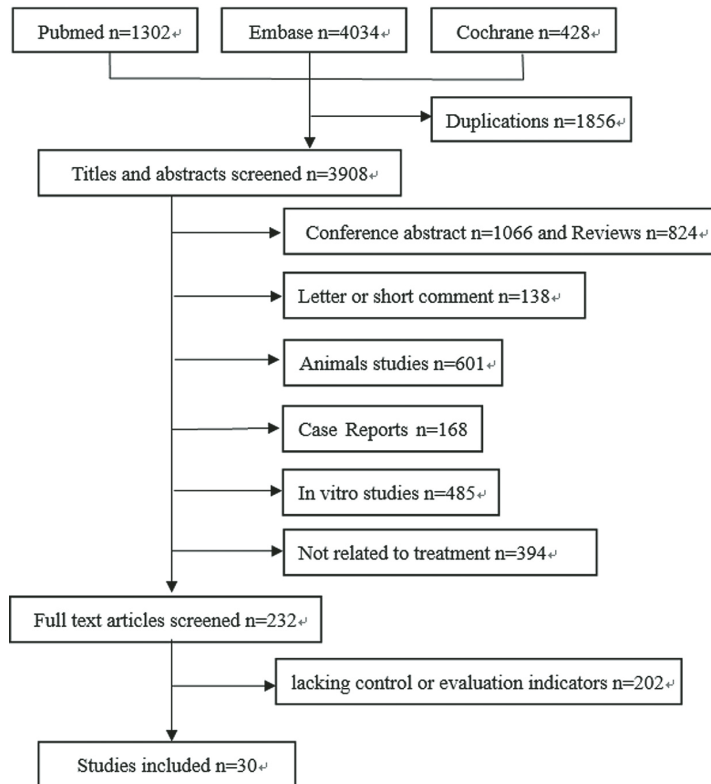 Pubmed n=1302↵
Embase n=4034↵
Cochrane n=428↵
Duplications n=1856↵
Titles and abstracts screened n=3908↵
Conference abstract n=1066 and Reviews n=824↵
Letter or short comment n=138↵
Animals studies n=601↵
Case Reports n=168
In vitro studies n=485↵
Not related to treatment n=394↵
Full text articles screened n=232↵
lacking control or evaluation indicators n=202↵
Studies included n=30↵